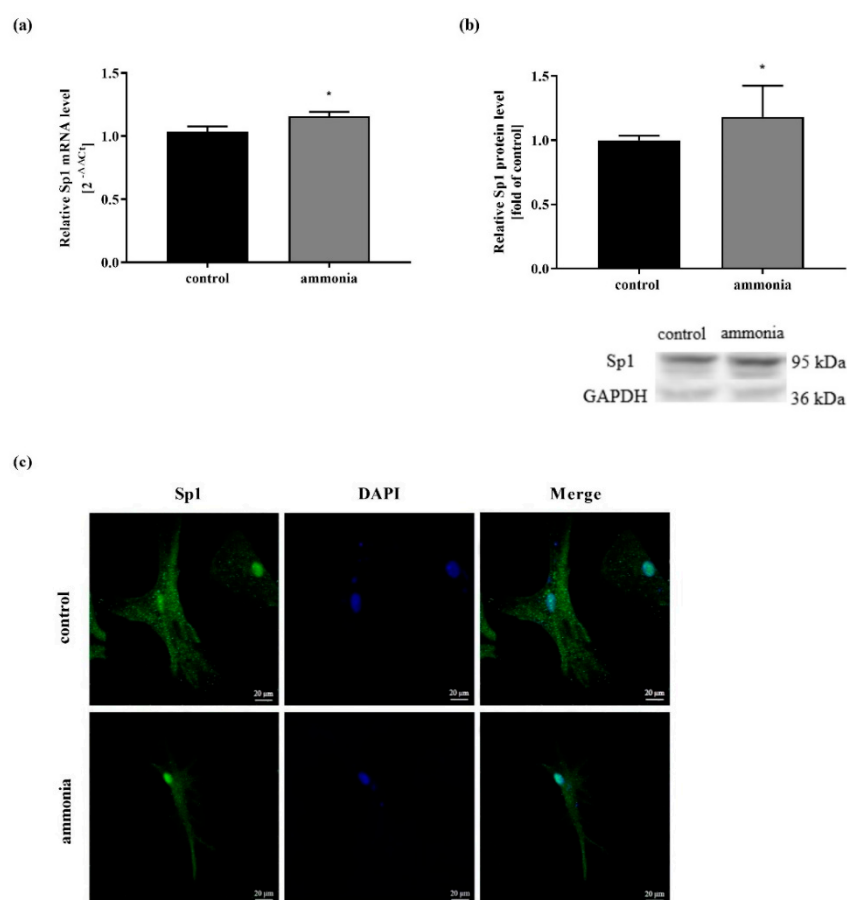 (a)
Relative Sp1 mRNA level
[2 -ΔΔCt]
1.5
*
1.0
0.5
0.0
control ammonia
(b)
Relative Sp1 protein level
[fold of control]
1.5
*
1.0
0.5
0.0
control ammonia
control ammonia
Sp1 95 kDa
GAPDH 36 kDa
(c)
Sp1 DAPI Merge
control
20 µm 20 µm 20 µm
ammonia
20 µm 20 µm 20 µm